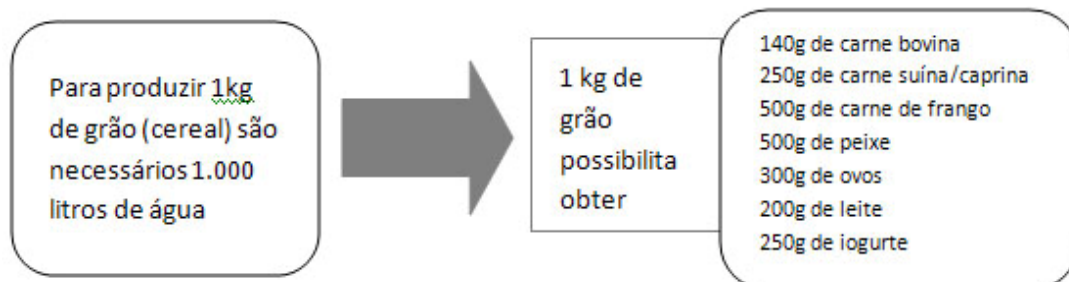 Para produzir 1kg
de grão (cereal) são
necessários 1.000
litros de água
1 kg de
grão
possibilita
obter
140g de carne bovina
250g de carne suína/caprina
500g de carne de frango
500g de peixe
300g de ovos
200g de leite
250g de iogurte